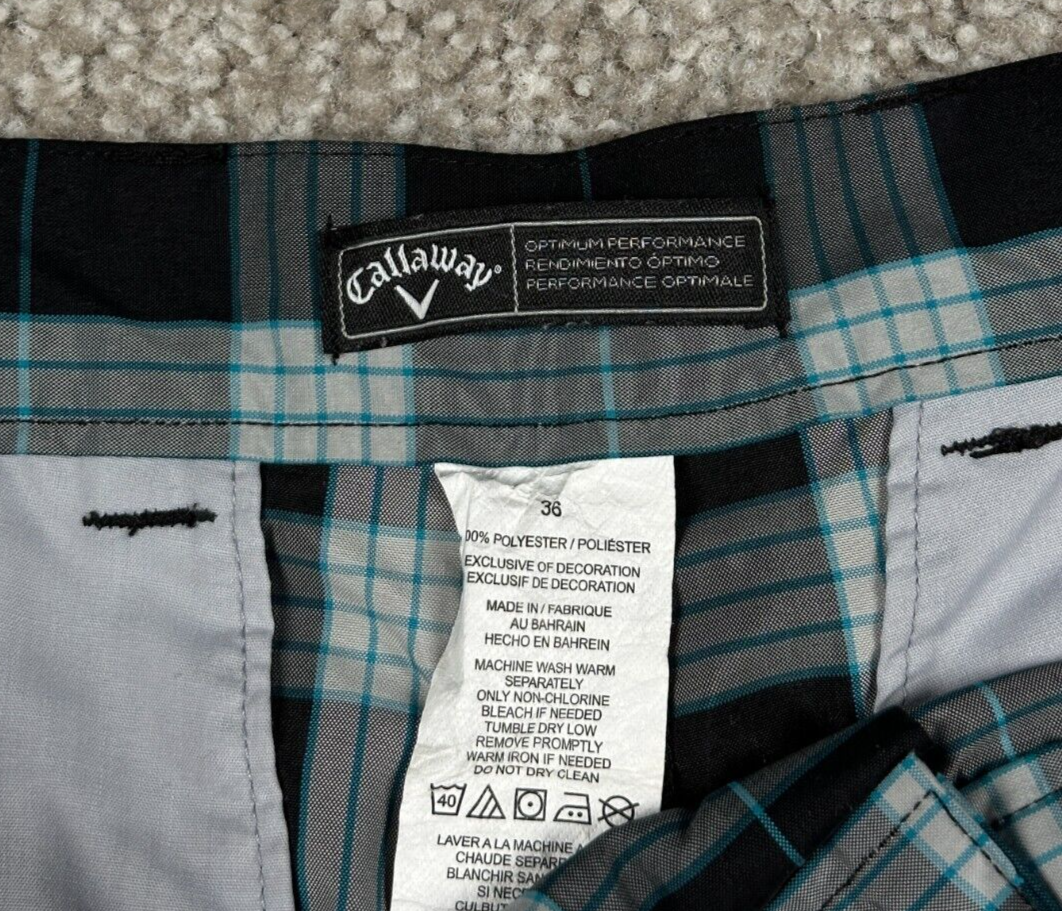 Callaway
OPTIMUM PERFORMANCE
RENDIMIENTO ÓPTIMO
PERFORMANCE OPTIMALE
36
00% POLYESTER / POLIÉSTER
EXCLUSIVE OF DECORATION
EXCLUSIF DE DECORATION
MADE IN / FABRIQUE
AU BAHRAIN
HECHO EN BAHREIN
MACHINE WASH WARM
SEPARATELY
ONLY NON-CHLORINE
BLEACH IF NEEDED
TUMBLE DRY LOW
REMOVE PROMPTLY
WARM IRON IF NEEDED
DO NOT DRY CLEAN
40
LAVER A LA MACHINE A
CHAUDE SEPAR
BLANCHIR SAN
SI NEC
CULBUT